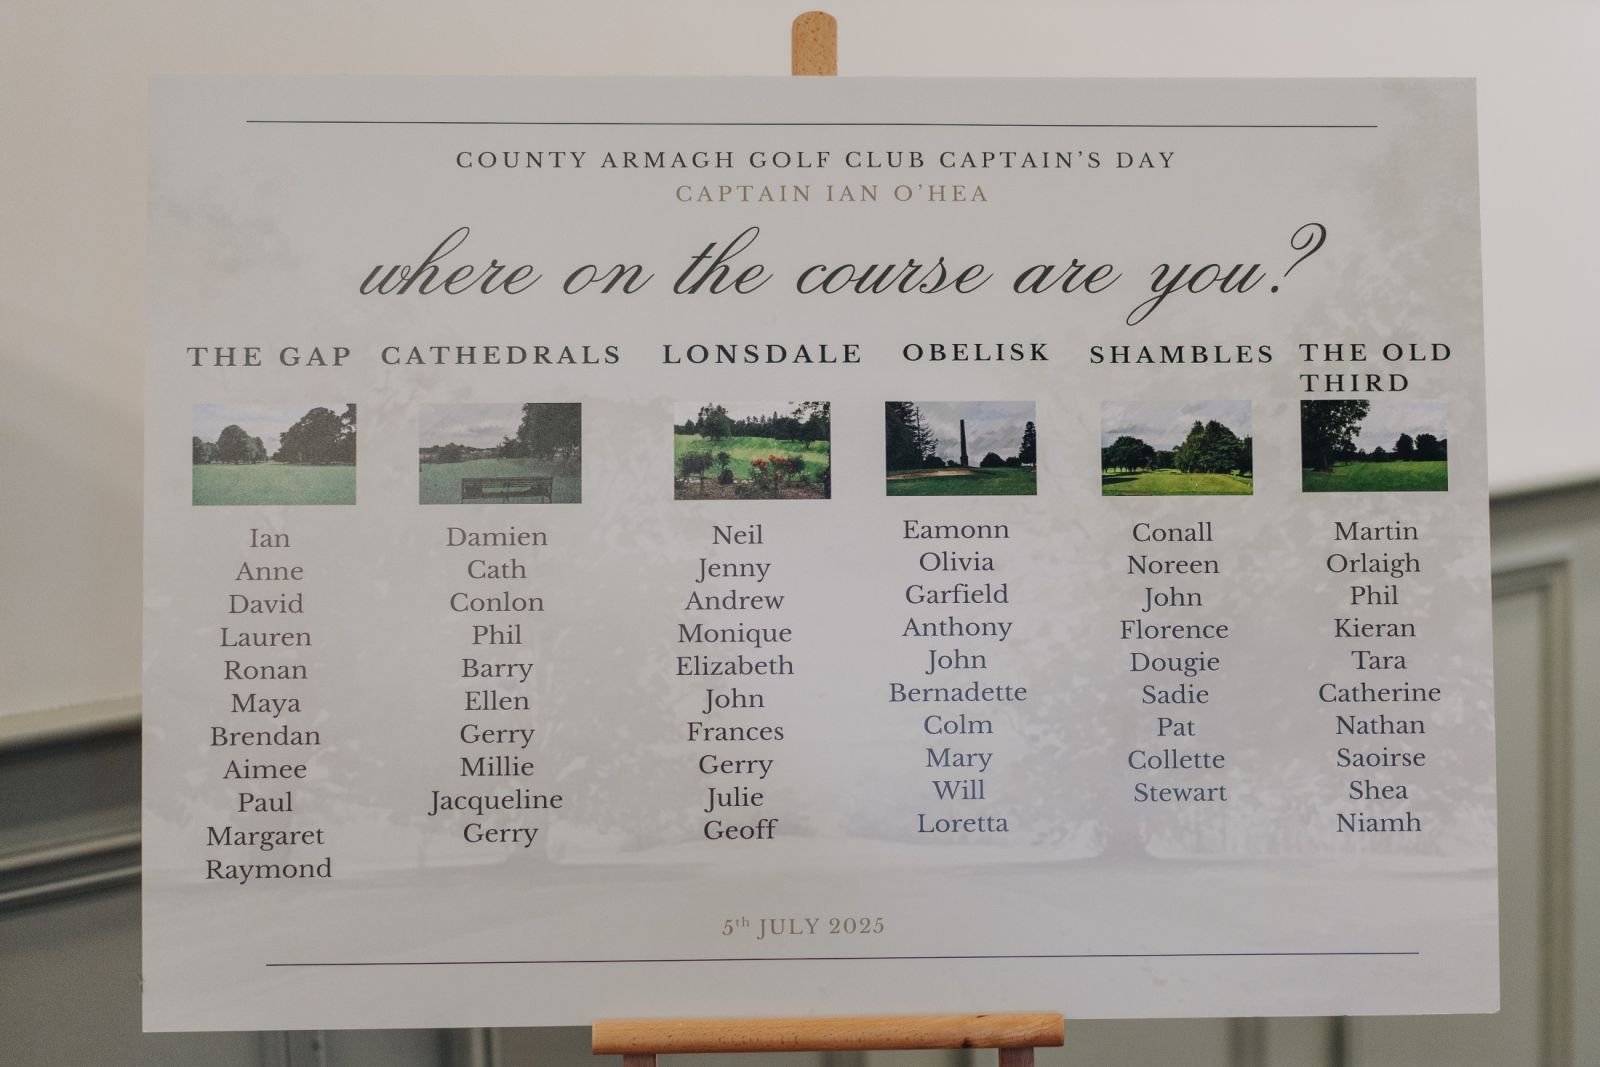 COUNTY ARMAGH GOLF CLUB CAPTAIN'S DAY
CAPTAIN IAN O'HEA
where on the course are you?
THE GAP
Ian
Anne
David
Lauren
Ronan
Maya
Brendan
Aimee
Paul
Margaret
Raymond
CATHEDRALS
Damien
Cath
Conlon
Phil
Barry
Ellen
Gerry
Millie
Jacqueline
Gerry
LONSDALE
Neil
Jenny
Andrew
Monique
Elizabeth
John
Frances
Gerry
Julie
Geoff
OBELISK
Eamonn
Olivia
Garfield
Anthony
John
Bernadette
Colm
Mary
Will
Loretta
SHAMBLES
Conall
Noreen
John
Florence
Dougie
Sadie
Pat
Collette
Stewart
THE OLD
THIRD
Martin
Orlaigh
Phil
Kieran
Tara
Catherine
Nathan
Saoirse
Shea
Niamh
5th JULY 2025